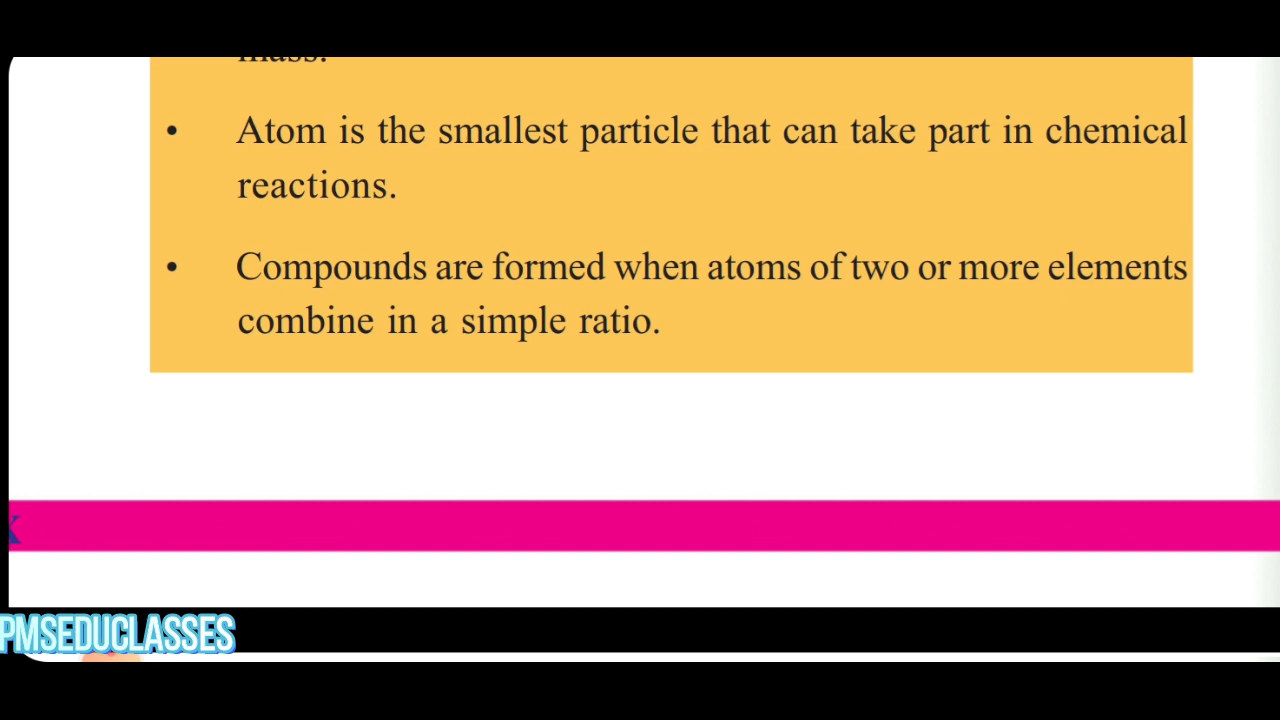 mass.
• Atom is the smallest particle that can take part in chemical
reactions.
• Compounds are formed when atoms of two or more elements
combine in a simple ratio.
PMSEDUCLASSES